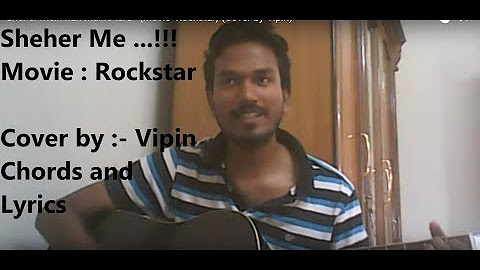 Sheher Me ...!!!
Movie : Rockstar
Cover by :- Vipin
Chords and
Lyrics